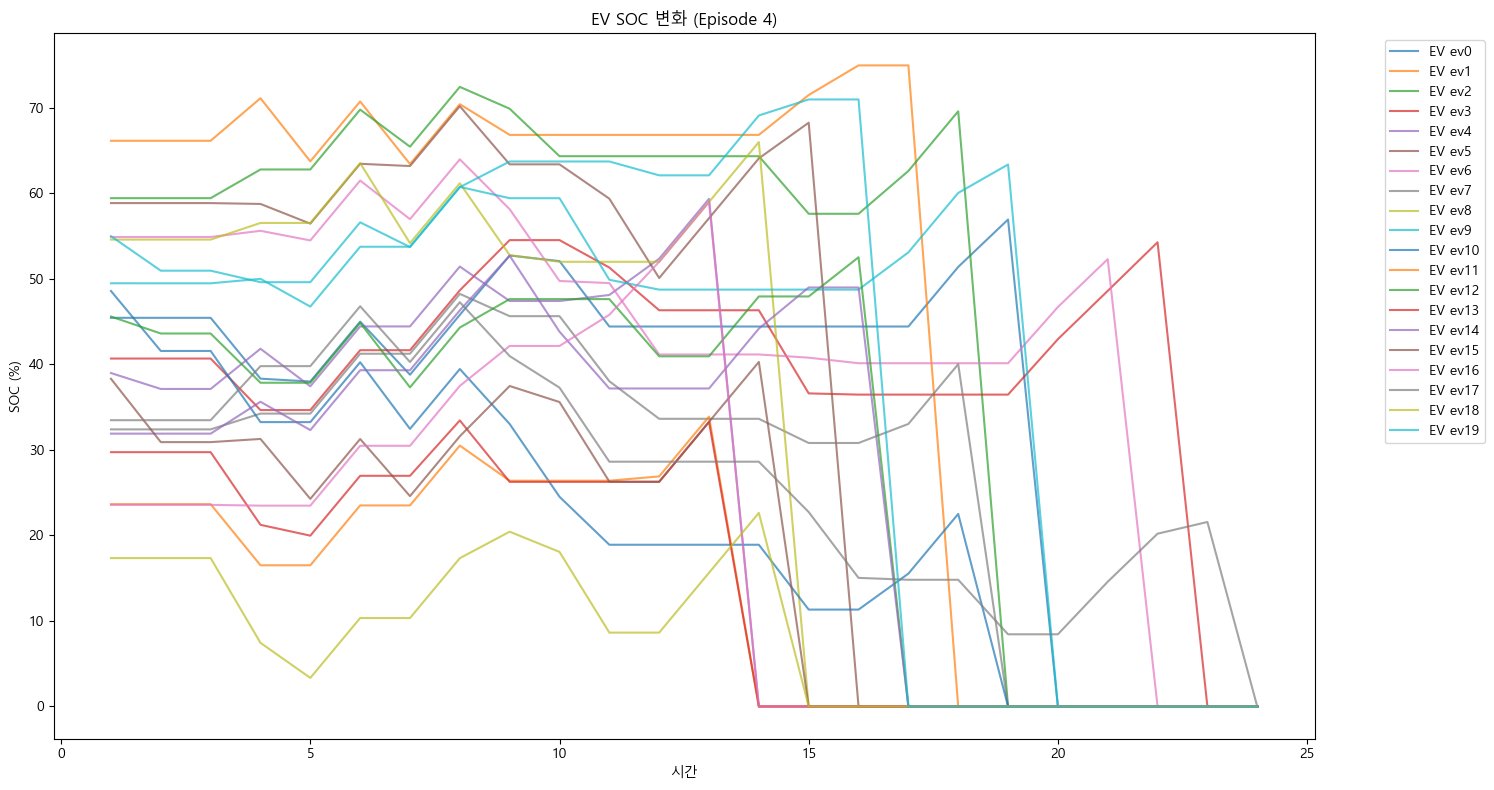 EV SOC 변화 (Episode 4)
SOC (%)
70
60
50
40
30
20
10
0
0
5
10
15
20
25
시간
EV ev0
EV ev1
EV ev2
EV ev3
EV ev4
EV ev5
EV ev6
EV ev7
EV ev8
EV ev9
EV ev10
EV ev11
EV ev12
EV ev13
EV ev14
EV ev15
EV ev16
EV ev17
EV ev18
EV ev19